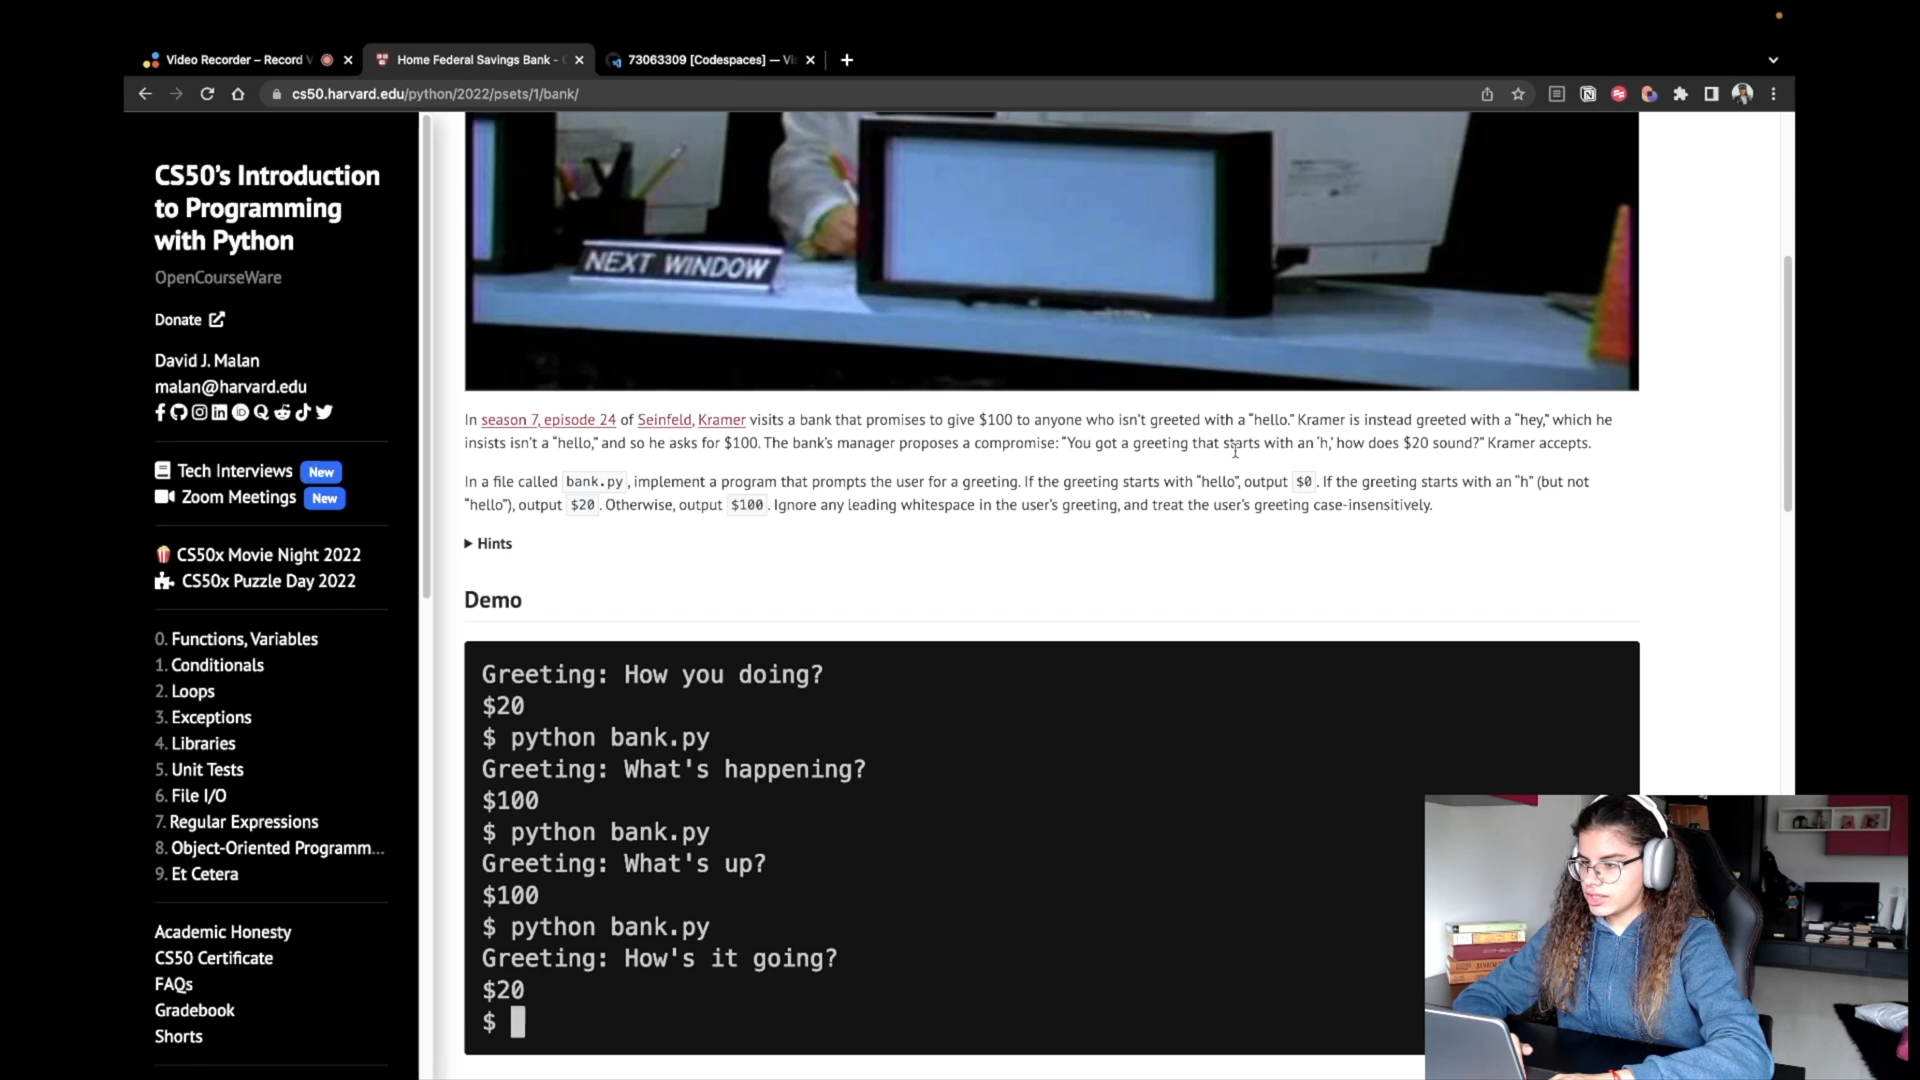 Video Recorder – Record V
Home Federal Savings Bank - C
73063309 [Codespaces] — Vi
cs50.harvard.edu/python/2022/psets/1/bank/
CS50's Introduction
to Programming
with Python
OpenCourseWare
Donate
David J. Malan
malan@harvard.edu
Tech Interviews New
Zoom Meetings New
CS50x Movie Night 2022
CS50x Puzzle Day 2022
0. Functions, Variables
1. Conditionals
2. Loops
3. Exceptions
4. Libraries
5. Unit Tests
6. File I/O
7. Regular Expressions
8. Object-Oriented Programm...
9. Et Cetera
Academic Honesty
CS50 Certificate
FAQs
Gradebook
Shorts
NEXT WINDOW
In season 7, episode 24 of Seinfeld, Kramer visits a bank that promises to give $100 to anyone who isn't greeted with a “hello.” Kramer is instead greeted with a “hey,” which he
insists isn't a “hello,” and so he asks for $100. The bank's manager proposes a compromise: “You got a greeting that starts with an ‘h,’ how does $20 sound?” Kramer accepts.
In a file called bank.py, implement a program that prompts the user for a greeting. If the greeting starts with “hello”, output $0. If the greeting starts with an “h” (but not
“hello”), output $20. Otherwise, output $100. Ignore any leading whitespace in the user's greeting, and treat the user's greeting case-insensitively.
Hints
Demo
Greeting: How you doing?
$20
$ python bank.py
Greeting: What's happening?
$100
$ python bank.py
Greeting: What's up?
$100
$ python bank.py
Greeting: How's it going?
$20
$